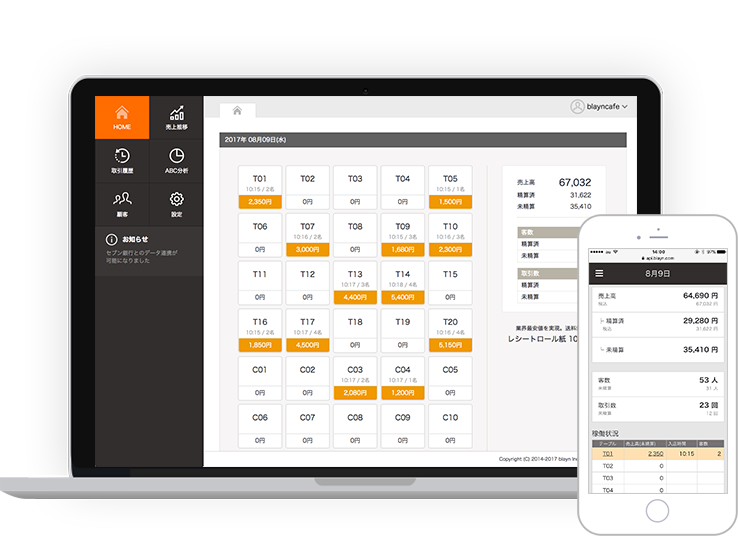 blayncafe
HOME
売上推移
取引履歴
ABC分析
顧客
設定
お知らせ
セブン銀行とのデータ連携が
可能になりました
2017年 08月09日(水)
T01 T02 T03 T04 T05
10:15 / 2名 10:15 / 1名
2,350円 0円 0円 0円 1,500円
T06 T07 T08 T09 T10
10:16 / 2名 10:15 / 3名 10:16 / 3名
0円 3,000円 0円 1,680円 2,300円
T11 T12 T13 T14 T15
10:17 / 3名 10:18 / 4名
0円 0円 4,400円 5,400円 0円
T16 T17 T18 T19 T20
10:15 / 2名 10:17 / 4名 10:16 / 4名
1,850円 4,500円 0円 0円 5,150円
C01 C02 C03 C04 C05
10:17 / 2名 10:17 / 1名
0円 0円 2,080円 1,200円 0円
C06 C07 C08 C09 C10
0円 0円 0円 0円 0円
売上高 67,032
精算済 31,622
未精算 35,410
客数
精算済
未精算
取引数
精算済
未精算
業界最安値を実現。送料
レシートロール紙 10
Copyright (C) 2014-2017 blayn Inc
14:00 97%
api.blayn.com
8月9日
売上高 64,690 円
税込 67,032 円
精算済 29,280 円
税込 31,622 円
未精算 35,410 円
客数 53 人
未精算 31 人
取引数 23 回
未精算 12 回
稼働状況
テーブル 売上高(未精算) 入店時間 客数
T01 2,350 10:15 2
T02 0
T03 0
T04 0